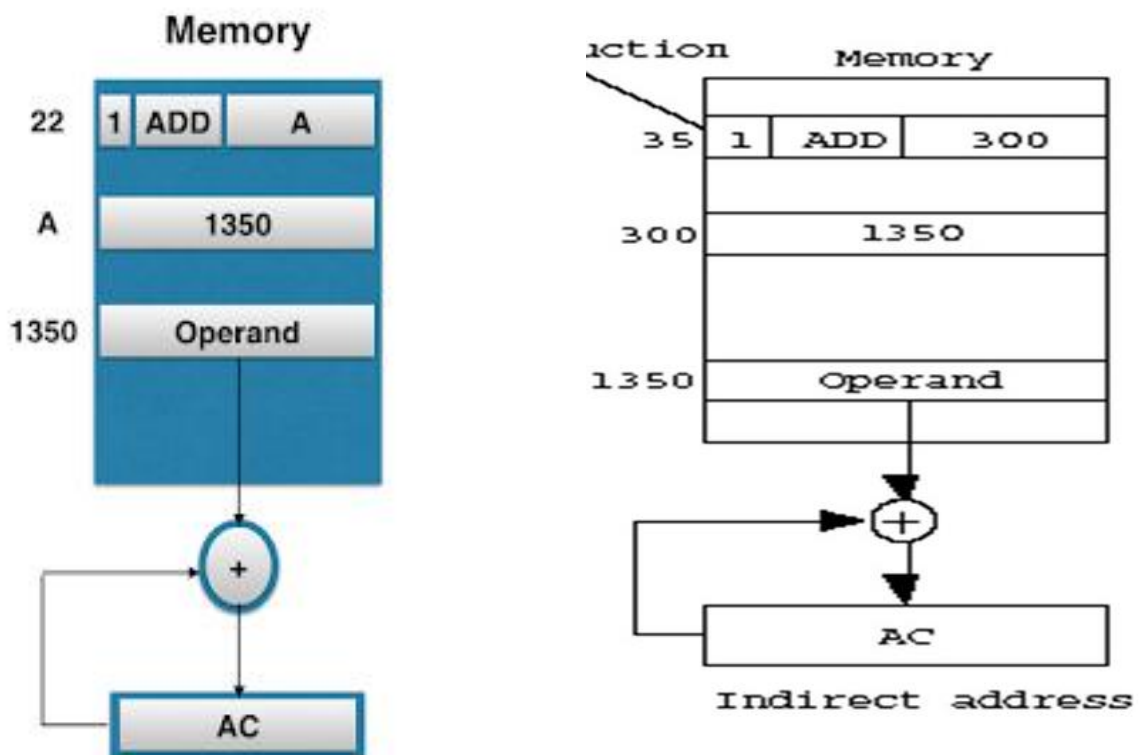 Memory
22 1 ADD A
A 1350
1350 Operand
+
AC
uction
Memory
35 1 ADD 300
300 1350
1350 Operand
+
AC
Indirect address